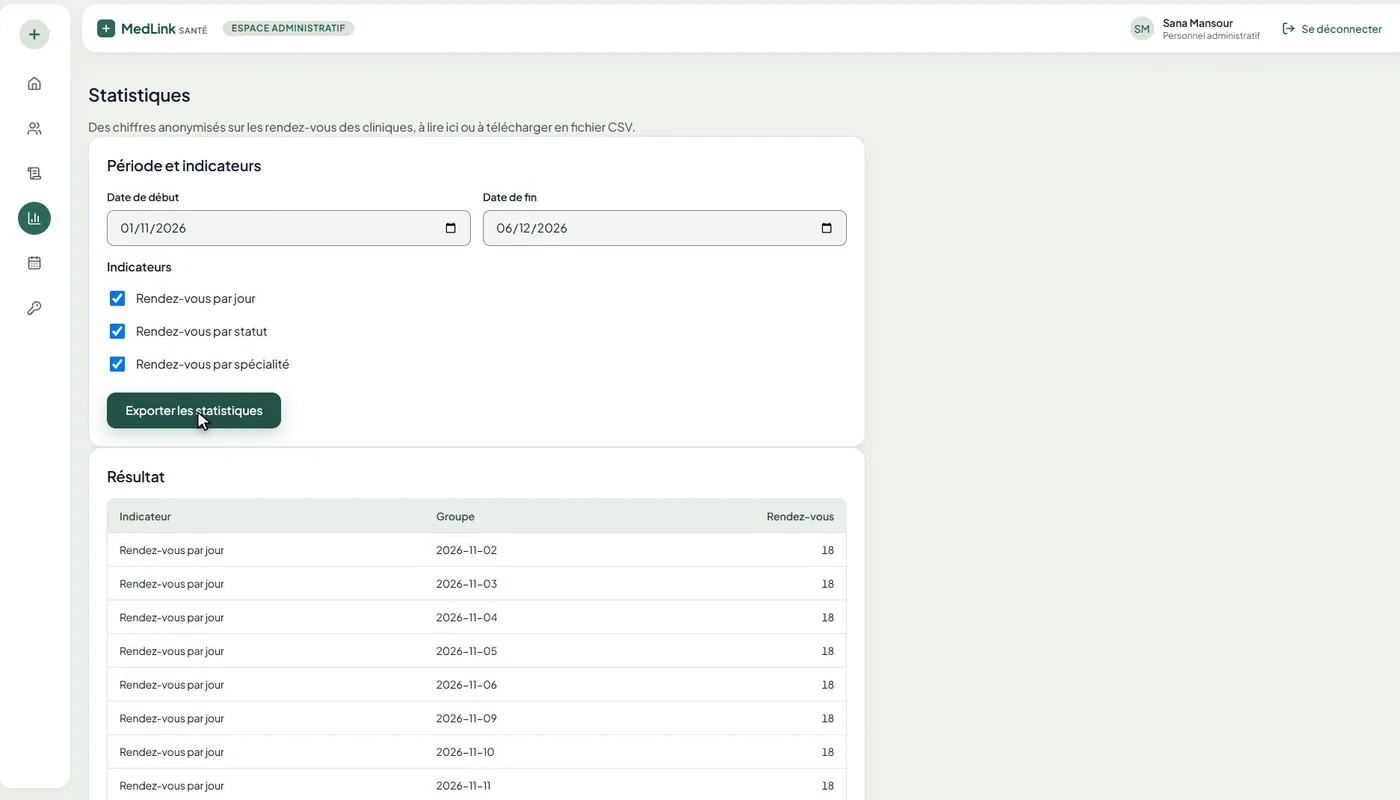 MedLink SANTÉ
ESPACE ADMINISTRATIF
SM
Sana Mansour
Personnel administratif
Se déconnecter
Statistiques
Des chiffres anonymisés sur les rendez-vous des cliniques, à lire ici ou à télécharger en fichier CSV.
Période et indicateurs
Date de début
Date de fin
01/11/2026
06/12/2026
Indicateurs
Rendez-vous par jour
Rendez-vous par statut
Rendez-vous par spécialité
Exporter les statistiques
Résultat
Indicateur Groupe Rendez-vous
Rendez-vous par jour 2026-11-02 18
Rendez-vous par jour 2026-11-03 18
Rendez-vous par jour 2026-11-04 18
Rendez-vous par jour 2026-11-05 18
Rendez-vous par jour 2026-11-06 18
Rendez-vous par jour 2026-11-09 18
Rendez-vous par jour 2026-11-10 18
Rendez-vous par jour 2026-11-11 18